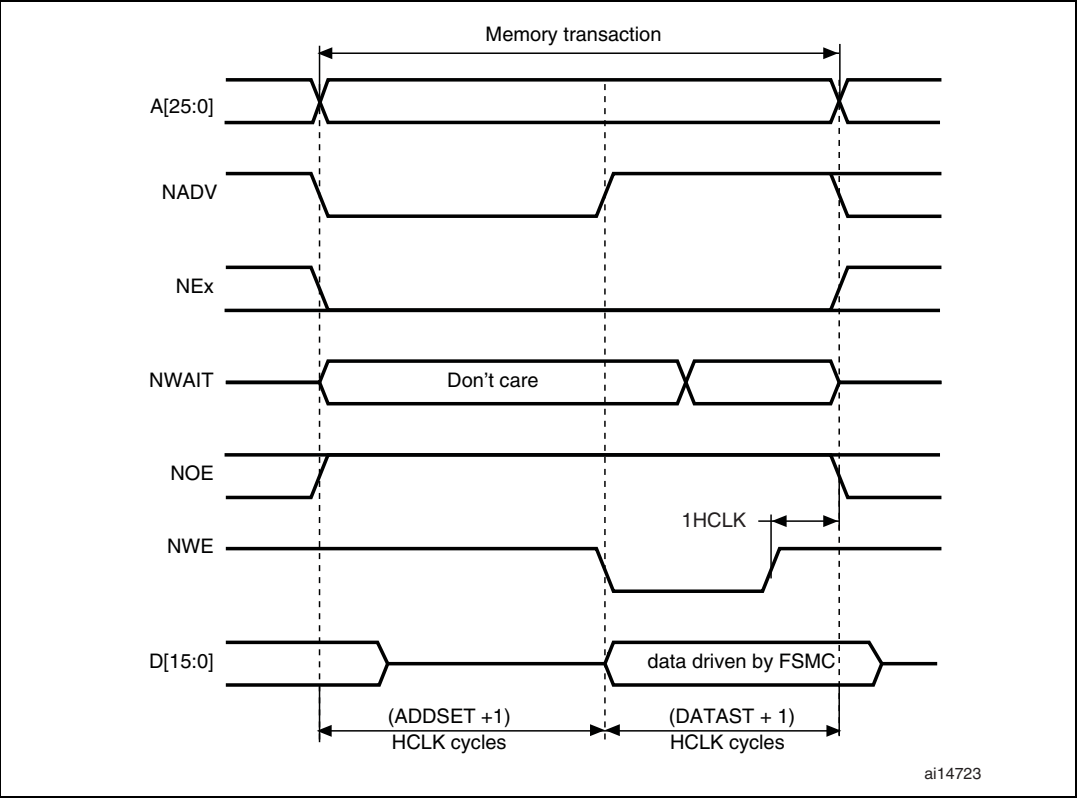 Memory transaction
A[25:0]
NADV
NEx
NWAIT
Don't care
NOE
1HCLK
NWE
D[15:0]
data driven by FSMC
(ADDSET +1)
HCLK cycles
(DATAST + 1)
HCLK cycles
ai14723